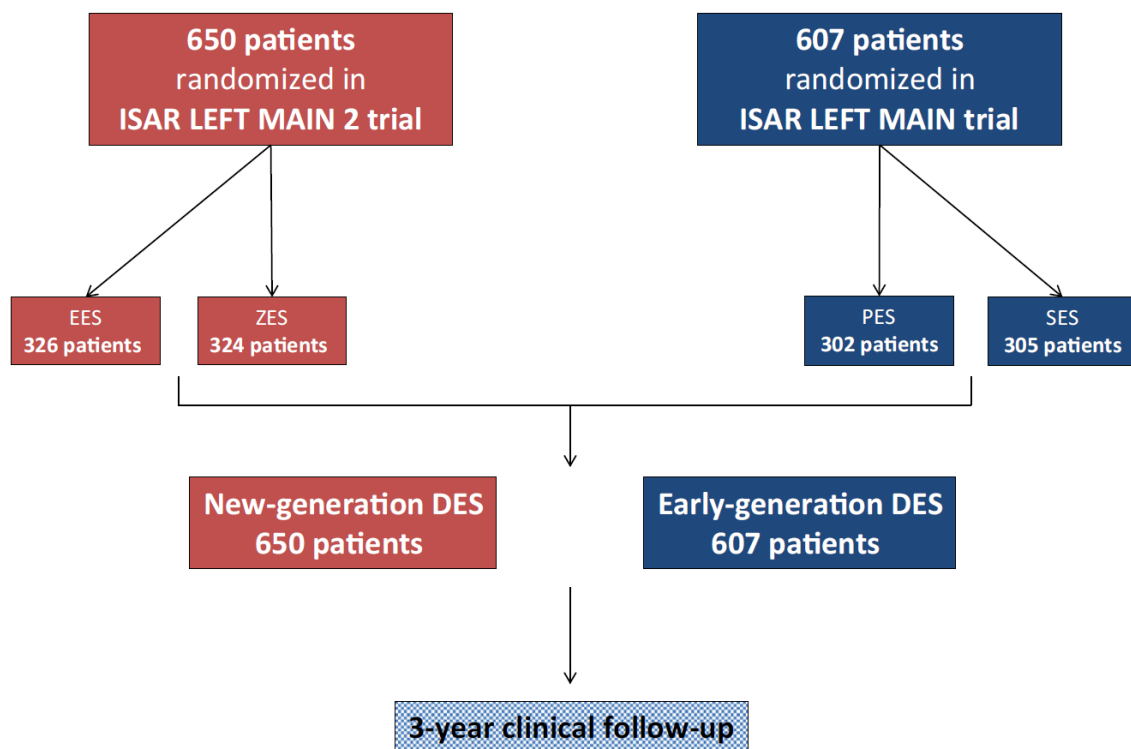 650 patients
randomized in
ISAR LEFT MAIN 2 trial
607 patients
randomized in
ISAR LEFT MAIN trial
EES
326 patients
ZES
324 patients
PES
302 patients
SES
305 patients
New-generation DES
650 patients
Early-generation DES
607 patients
3-year clinical follow-up